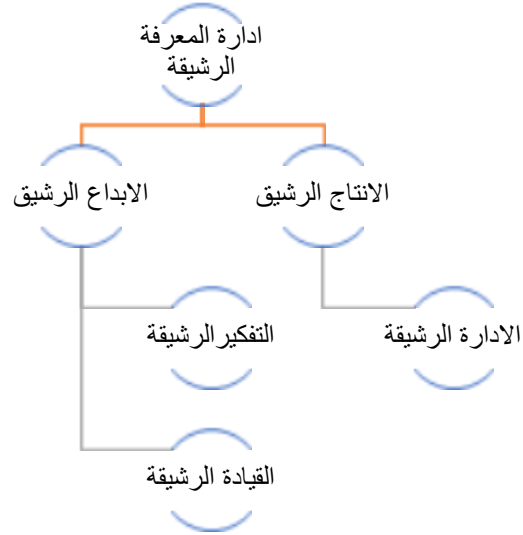 ادارة المعرفة
الرشيقة
الانتاج الرشيق
الابداع الرشيق
الادارة الرشيقة
التفكير الرشيقة
القيادة الرشيقة